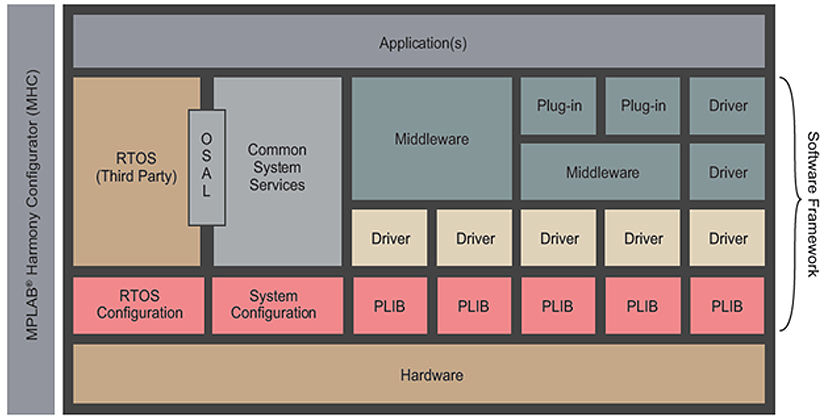 MPLAB® Harmony Configurator (MHC)
Application(s)
RTOS
(Third Party)
OSAL
Common
System
Services
Middleware
Plug-in
Plug-in
Driver
Middleware
Driver
Driver
Driver
Driver
Driver
Driver
RTOS
Configuration
System
Configuration
PLIB
PLIB
PLIB
PLIB
PLIB
Hardware
Software Framework